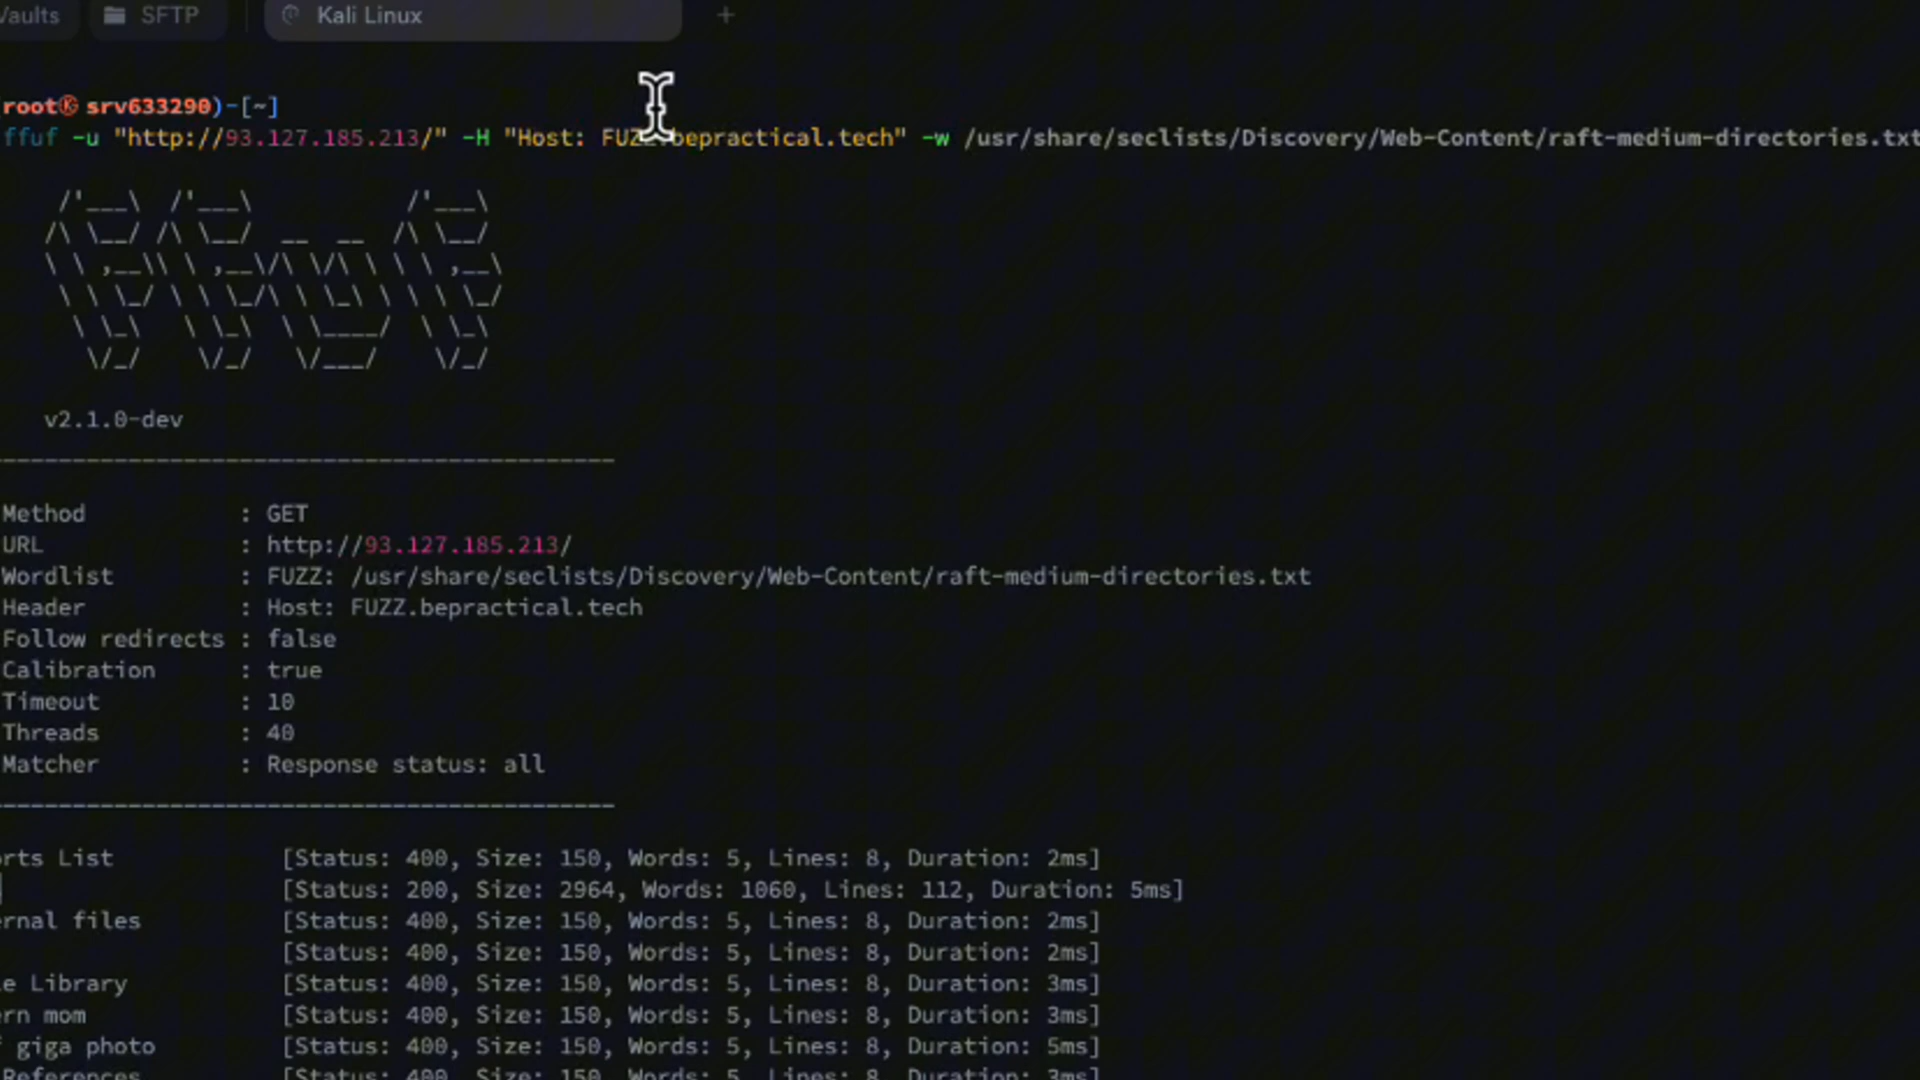 Vaults SFTP Kali Linux +
root㉿ srv633290)-[~]
ffuf -u "http://93.127.185.213/" -H "Host: FUZZ.bepractical.tech" -w /usr/share/seclists/Discovery/Web-Content/raft-medium-directories.txt
v2.1.0-dev
Method : GET
URL : http://93.127.185.213/
Wordlist : FUZZ: /usr/share/seclists/Discovery/Web-Content/raft-medium-directories.txt
Header : Host: FUZZ.bepractical.tech
Follow redirects : false
Calibration : true
Timeout : 10
Threads : 40
Matcher : Response status: all
rts List [Status: 400, Size: 150, Words: 5, Lines: 8, Duration: 2ms]
[Status: 200, Size: 2964, Words: 1060, Lines: 112, Duration: 5ms]
ernal files [Status: 400, Size: 150, Words: 5, Lines: 8, Duration: 2ms]
[Status: 400, Size: 150, Words: 5, Lines: 8, Duration: 2ms]
e Library [Status: 400, Size: 150, Words: 5, Lines: 8, Duration: 3ms]
ern mom [Status: 400, Size: 150, Words: 5, Lines: 8, Duration: 3ms]
giga photo [Status: 400, Size: 150, Words: 5, Lines: 8, Duration: 5ms]
References [Status: 400, Size: 150, Words: 5, Lines: 8, Duration: 3ms]